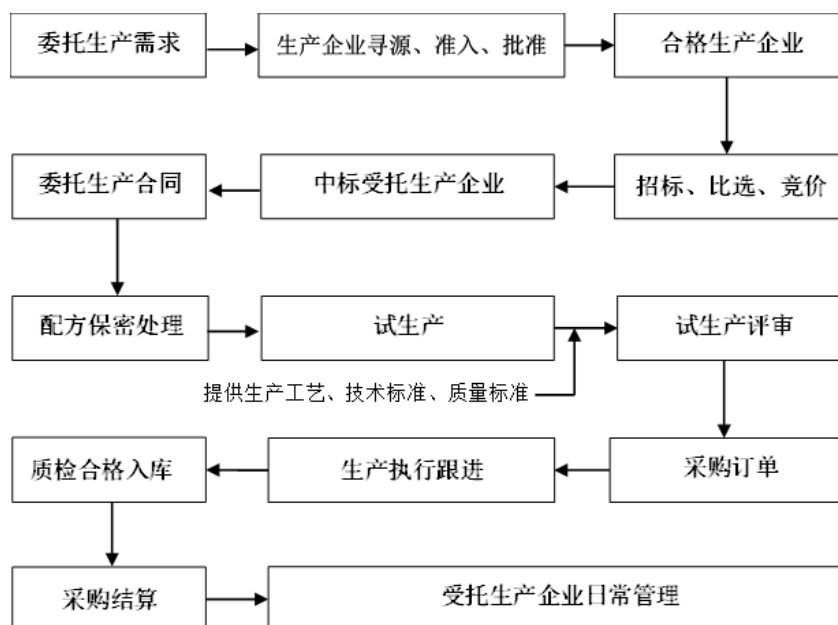 委托生产需求
生产企业寻源、准入、批准
合格生产企业
招标、比选、竞价
中标受托生产企业
委托生产合同
配方保密处理
试生产
试生产评审
提供生产工艺、技术标准、质量标准
采购订单
生产执行跟进
质检合格入库
采购结算
受托生产企业日常管理